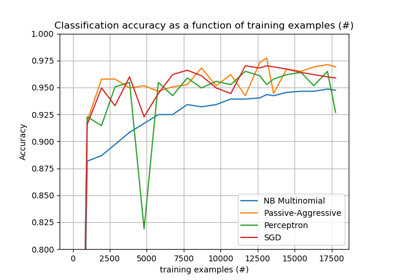 Classification accuracy as a function of training examples (#)
1.000
0.975
0.950
0.925
0.900
0.875
0.850
0.825
0.800
Accuracy
NB Multinomial
Passive-Aggressive
Perceptron
SGD
0 2500 5000 7500 10000 12500 15000 17500
training examples (#)